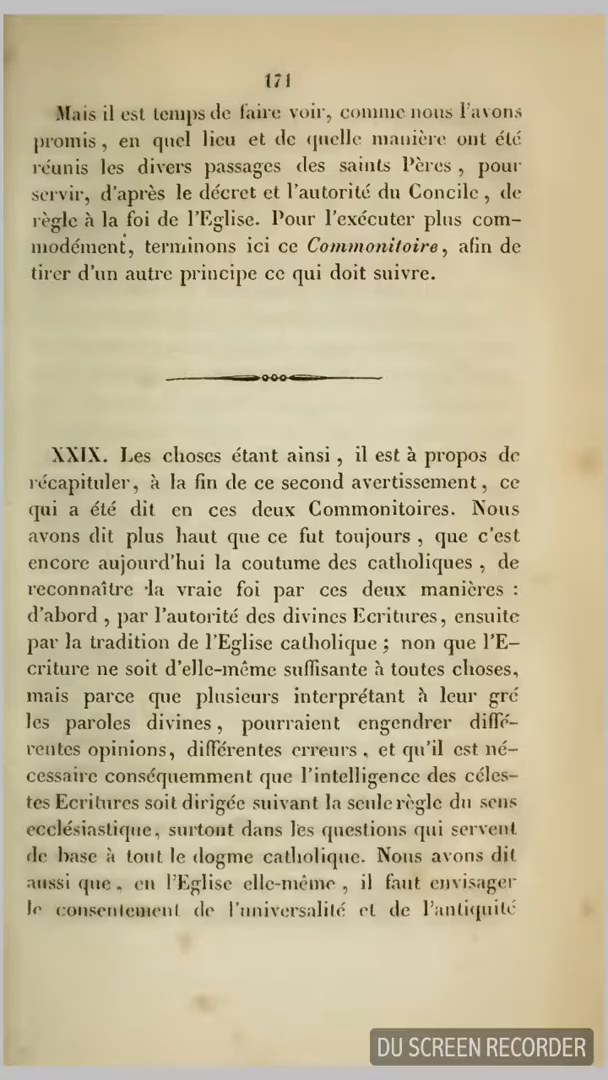 171
Mais il est temps de faire voir, comme nous l'avons
promis, en quel lieu et de quelle manière ont été
réunis les divers passages des saints Pères, pour
servir, d'après le décret et l'autorité du Concile, de
règle à la foi de l'Eglise. Pour l'exécuter plus com-
modément, terminons ici ce Commonitoire, afin de
tirer d'un autre principe ce qui doit suivre.
XXIX. Les choses étant ainsi, il est à propos de
récapituler, à la fin de ce second avertissement, ce
qui a été dit en ces deux Commonitoires. Nous
avons dit plus haut que ce fut toujours, que c'est
encore aujourd'hui la coutume des catholiques, de
reconnaître la vraie foi par ces deux manières :
d'abord, par l'autorité des divines Ecritures, ensuite
par la tradition de l'Eglise catholique ; non que l'E-
criture ne soit d'elle-même suffisante à toutes choses,
mais parce que plusieurs interprétant à leur gré
les paroles divines, pourraient engendrer diffé-
rentes opinions, différentes erreurs, et qu'il est né-
cessaire conséquemment que l'intelligence des céles-
tes Ecritures soit dirigée suivant la seule règle du sens
ecclésiastique, surtout dans les questions qui servent
de base à tout le dogme catholique. Nous avons dit
aussi que, en l'Eglise elle-même, il faut envisager
le consentement de l'universalité et de l'antiquité
DU SCREEN RECORDER